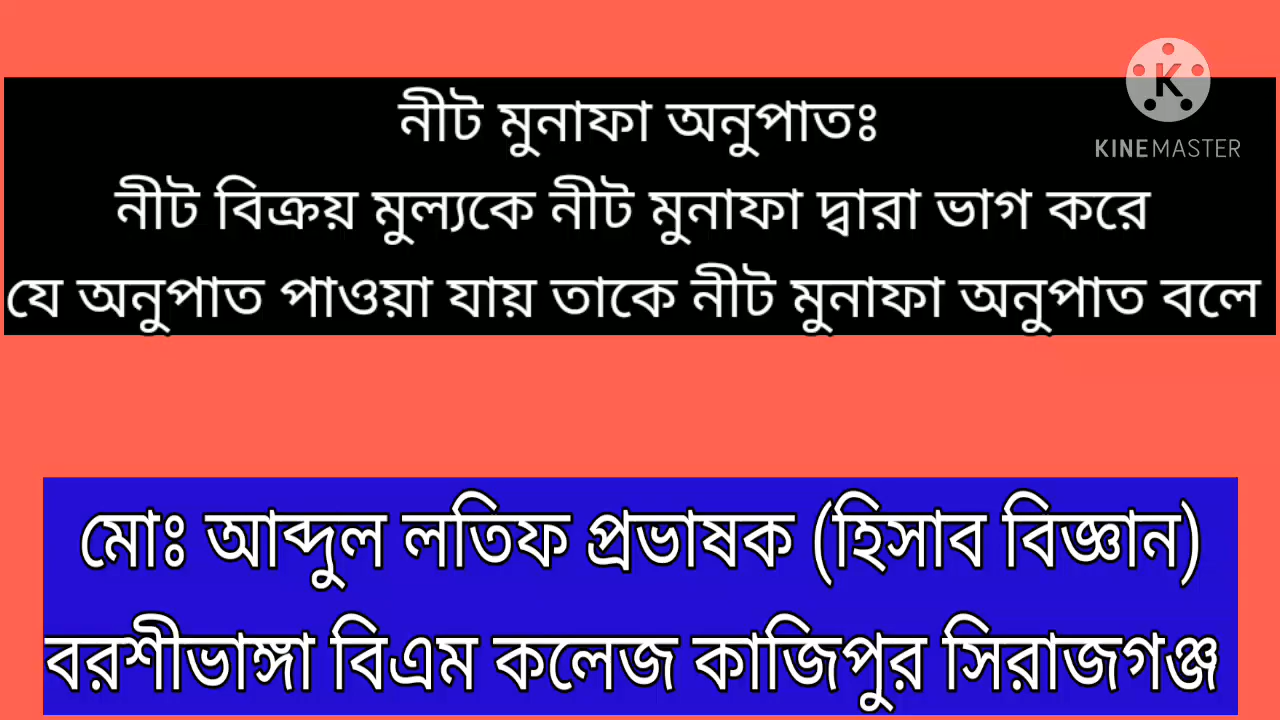 নীট মুনাফা অনুপাতঃ
KINEMASTER
নীট বিক্রয় মুল্যকে নীট মুনাফা দ্বারা ভাগ করে
যে অনুপাত পাওয়া যায় তাকে নীট মুনাফা অনুপাত বলে
মোঃ আব্দুল লতিফ প্রভাষক (হিসাব বিজ্ঞান)
বরশীভাঙ্গা বিএম কলেজ কাজিপুর সিরাজগঞ্জ